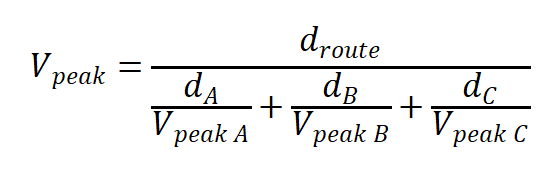 V_peak = d_route / (d_A / V_peak A + d_B / V_peak B + d_C / V_peak C)